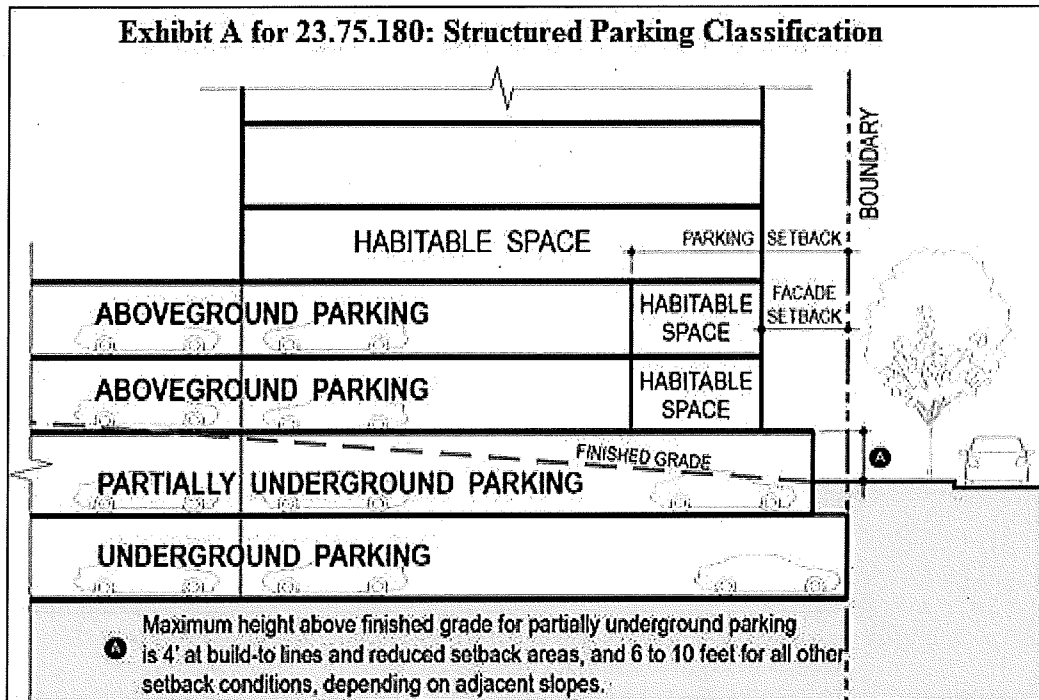 Exhibit A for 23.75.180: Structured Parking Classification
BOUNDARY
HABITABLE SPACE
PARKING SETBACK
ABOVEGROUND PARKING
HABITABLE
SPACE
FACADE
SETBACK
ABOVEGROUND PARKING
HABITABLE
SPACE
FINISHED GRADE
A
PARTIALLY UNDERGROUND PARKING
UNDERGROUND PARKING
A Maximum height above finished grade for partially underground parking
is 4' at build-to lines and reduced setback areas, and 6 to 10 feet for all other
setback conditions, depending on adjacent slopes.